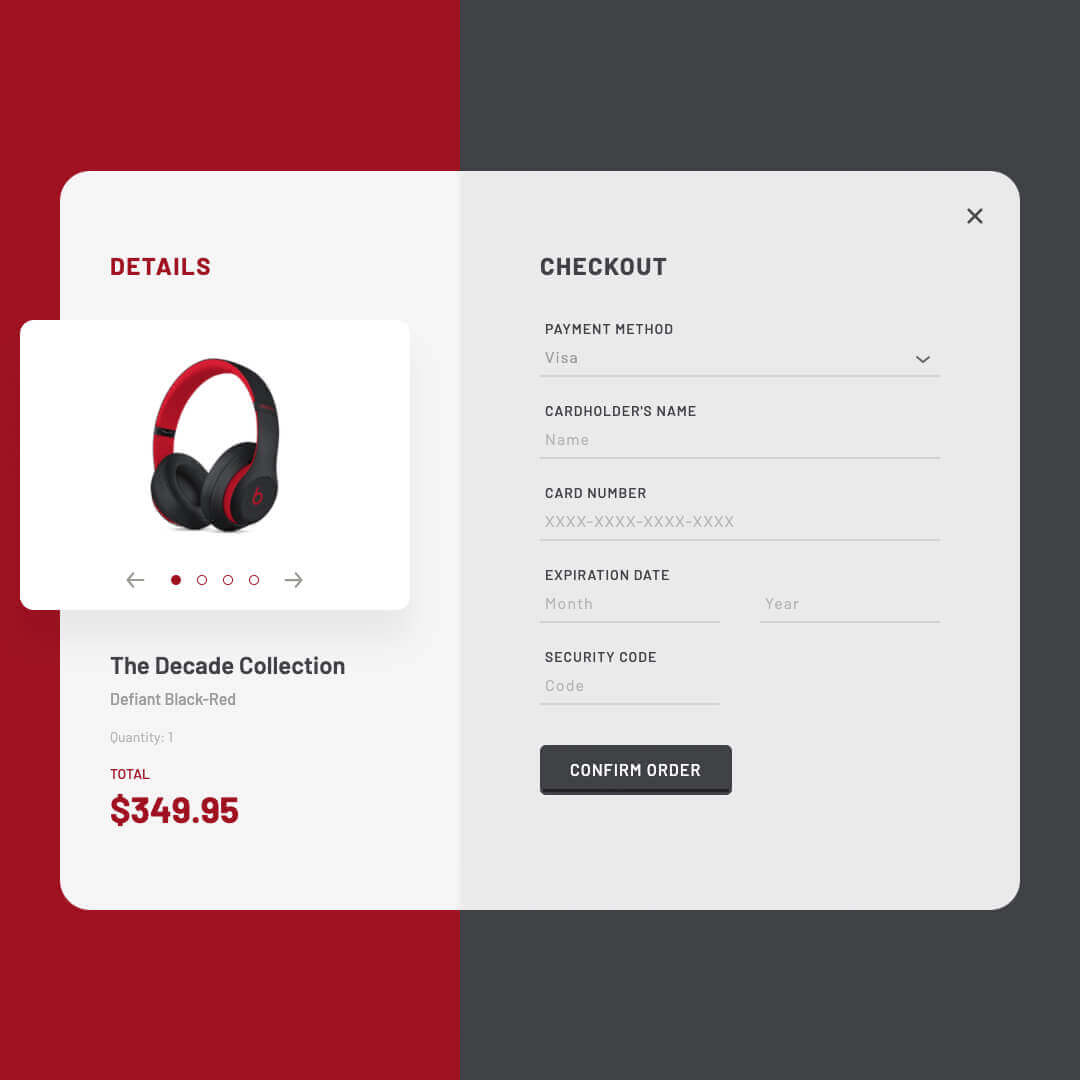 DETAILS
The Decade Collection
Defiant Black-Red
Quantity: 1
TOTAL
$349.95
CHECKOUT
PAYMENT METHOD
Visa
CARDHOLDER'S NAME
Name
CARD NUMBER
XXXX-XXXX-XXXX-XXXX
EXPIRATION DATE
Month Year
SECURITY CODE
Code
CONFIRM ORDER